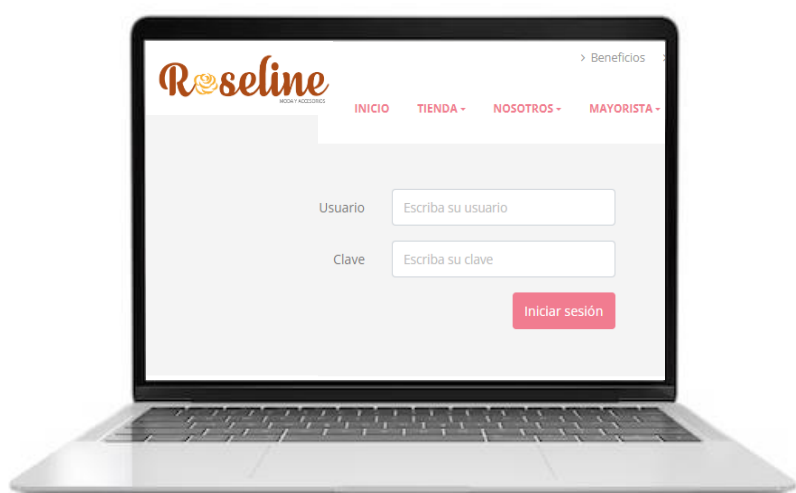 > Beneficios
Roseline
MODA Y ACCESORIOS
INICIO TIENDA NOSOTROS MAYORISTA
Usuario Escriba su usuario
Clave Escriba su clave
Iniciar sesión